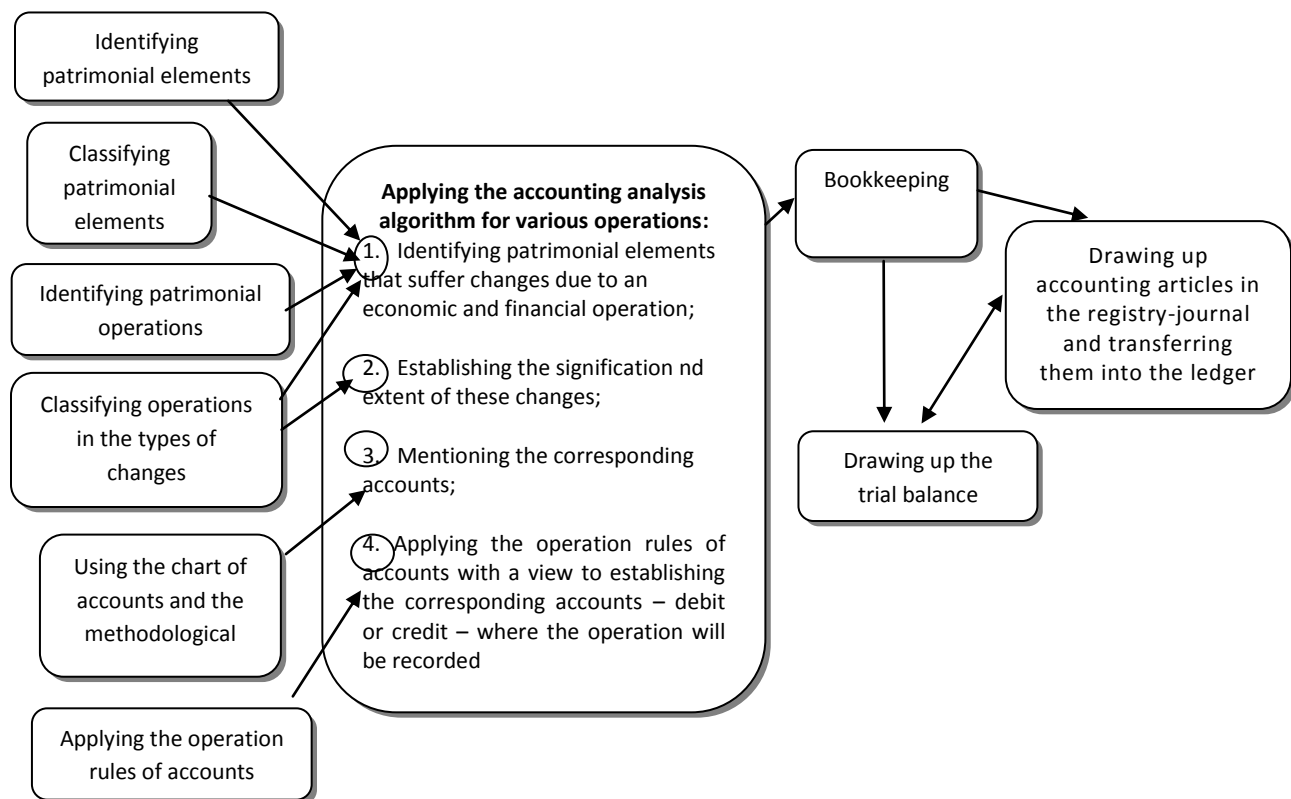 Identifying
patrimonial elements
Classifying
patrimonial
elements
Identifying patrimonial
operations
Classifying operations
in the types of
changes
Using the chart of
accounts and the
methodological
Applying the operation
rules of accounts
Applying the accounting analysis
algorithm for various operations:
1. Identifying patrimonial elements
that suffer changes due to an
economic and financial operation;
2. Establishing the signification nd
extent of these changes;
3. Mentioning the corresponding
accounts;
4. Applying the operation rules of
accounts with a view to establishing
the corresponding accounts – debit
or credit – where the operation will
be recorded
Bookkeeping
Drawing up
accounting articles in
the registry-journal
and transferring
them into the ledger
Drawing up the
trial balance